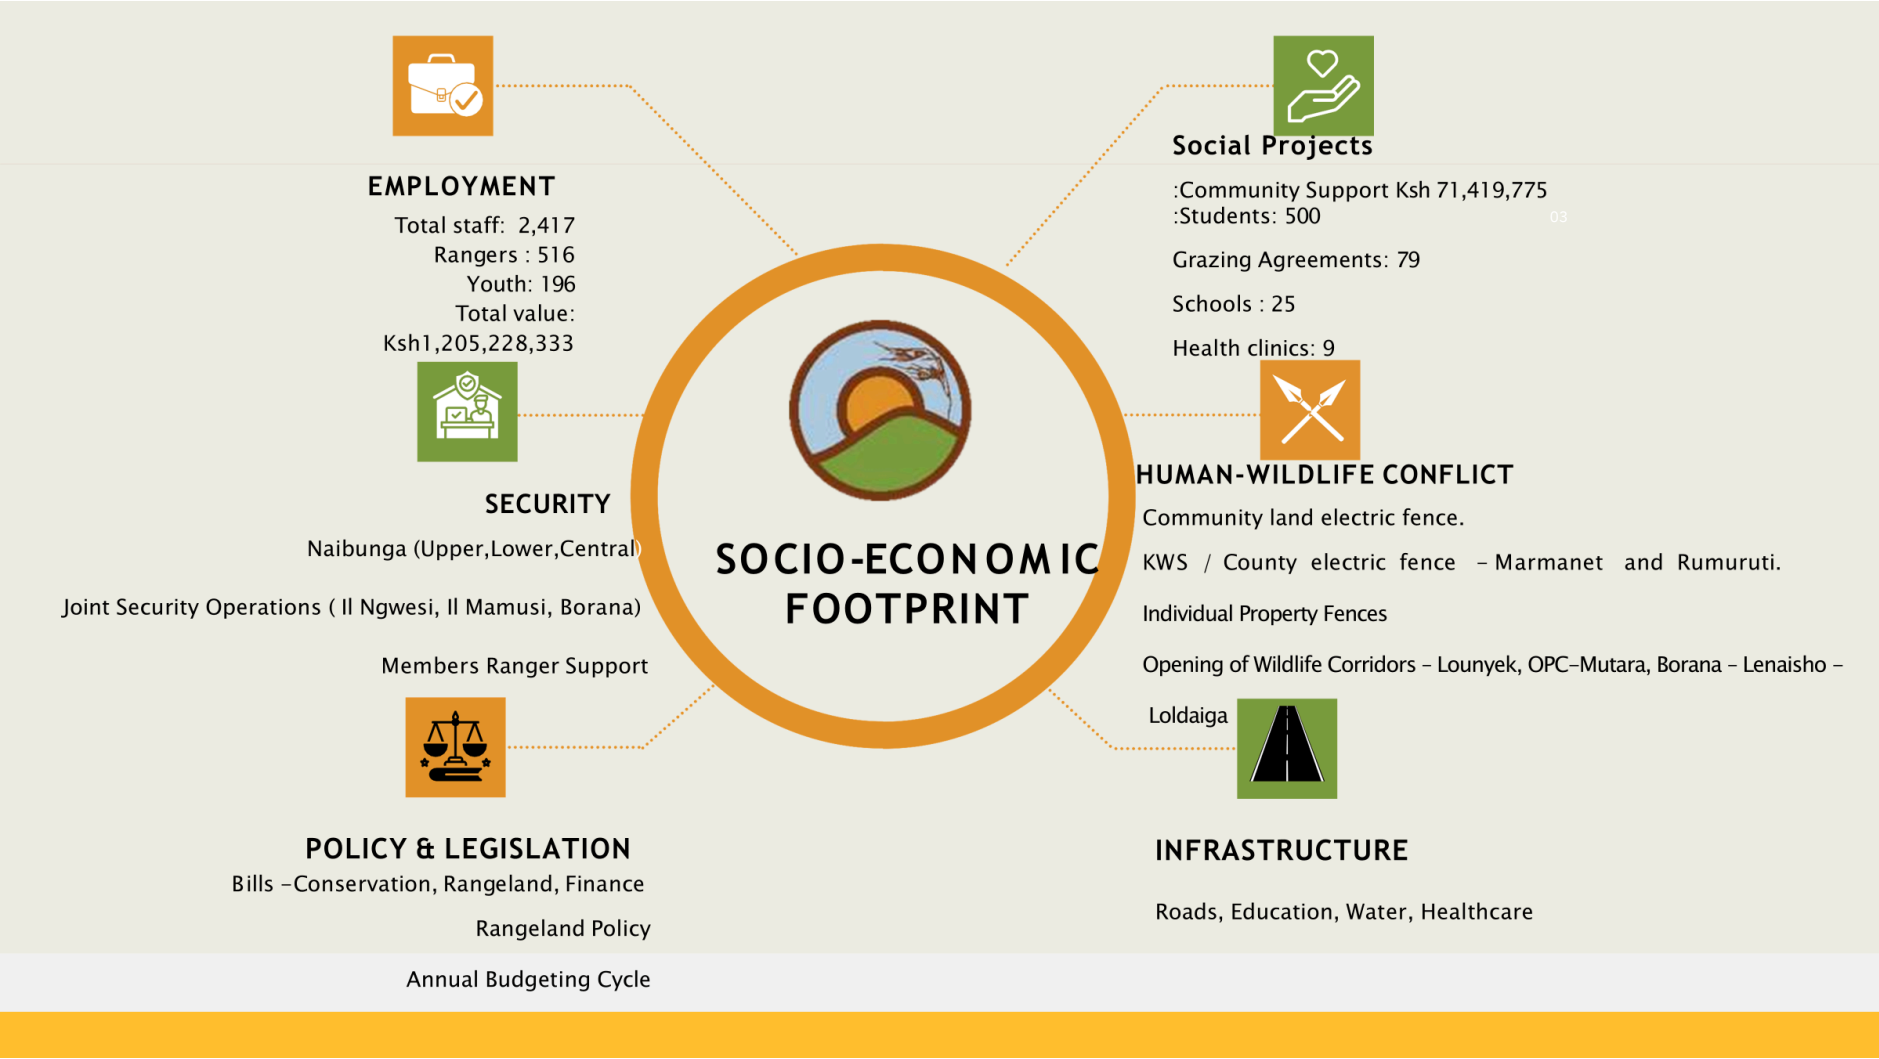 EMPLOYMENT
Total staff:  2,417
Rangers : 516
Youth: 196
Total value:
Ksh1,205,228,333
SECURITY
Naibunga (Upper,Lower,Central)
Joint Security Operations ( Il Ngwesi, Il Mamusi, Borana)
Members Ranger Support
POLICY & LEGISLATION
Bills –Conservation, Rangeland, Finance
Rangeland Policy
Annual Budgeting Cycle
SOCIO-ECONOMIC
FOOTPRINT
Social Projects
:Community Support Ksh 71,419,775
:Students: 500
03
Grazing Agreements: 79
Schools : 25
Health clinics: 9
HUMAN-WILDLIFE CONFLICT
Community land electric fence.
KWS / County electric fence – Marmanet and Rumuruti.
Individual Property Fences
Opening of Wildlife Corridors – Lounyek, OPC–Mutara, Borana – Lenaisho –
Loldaiga
INFRASTRUCTURE
Roads, Education, Water, Healthcare